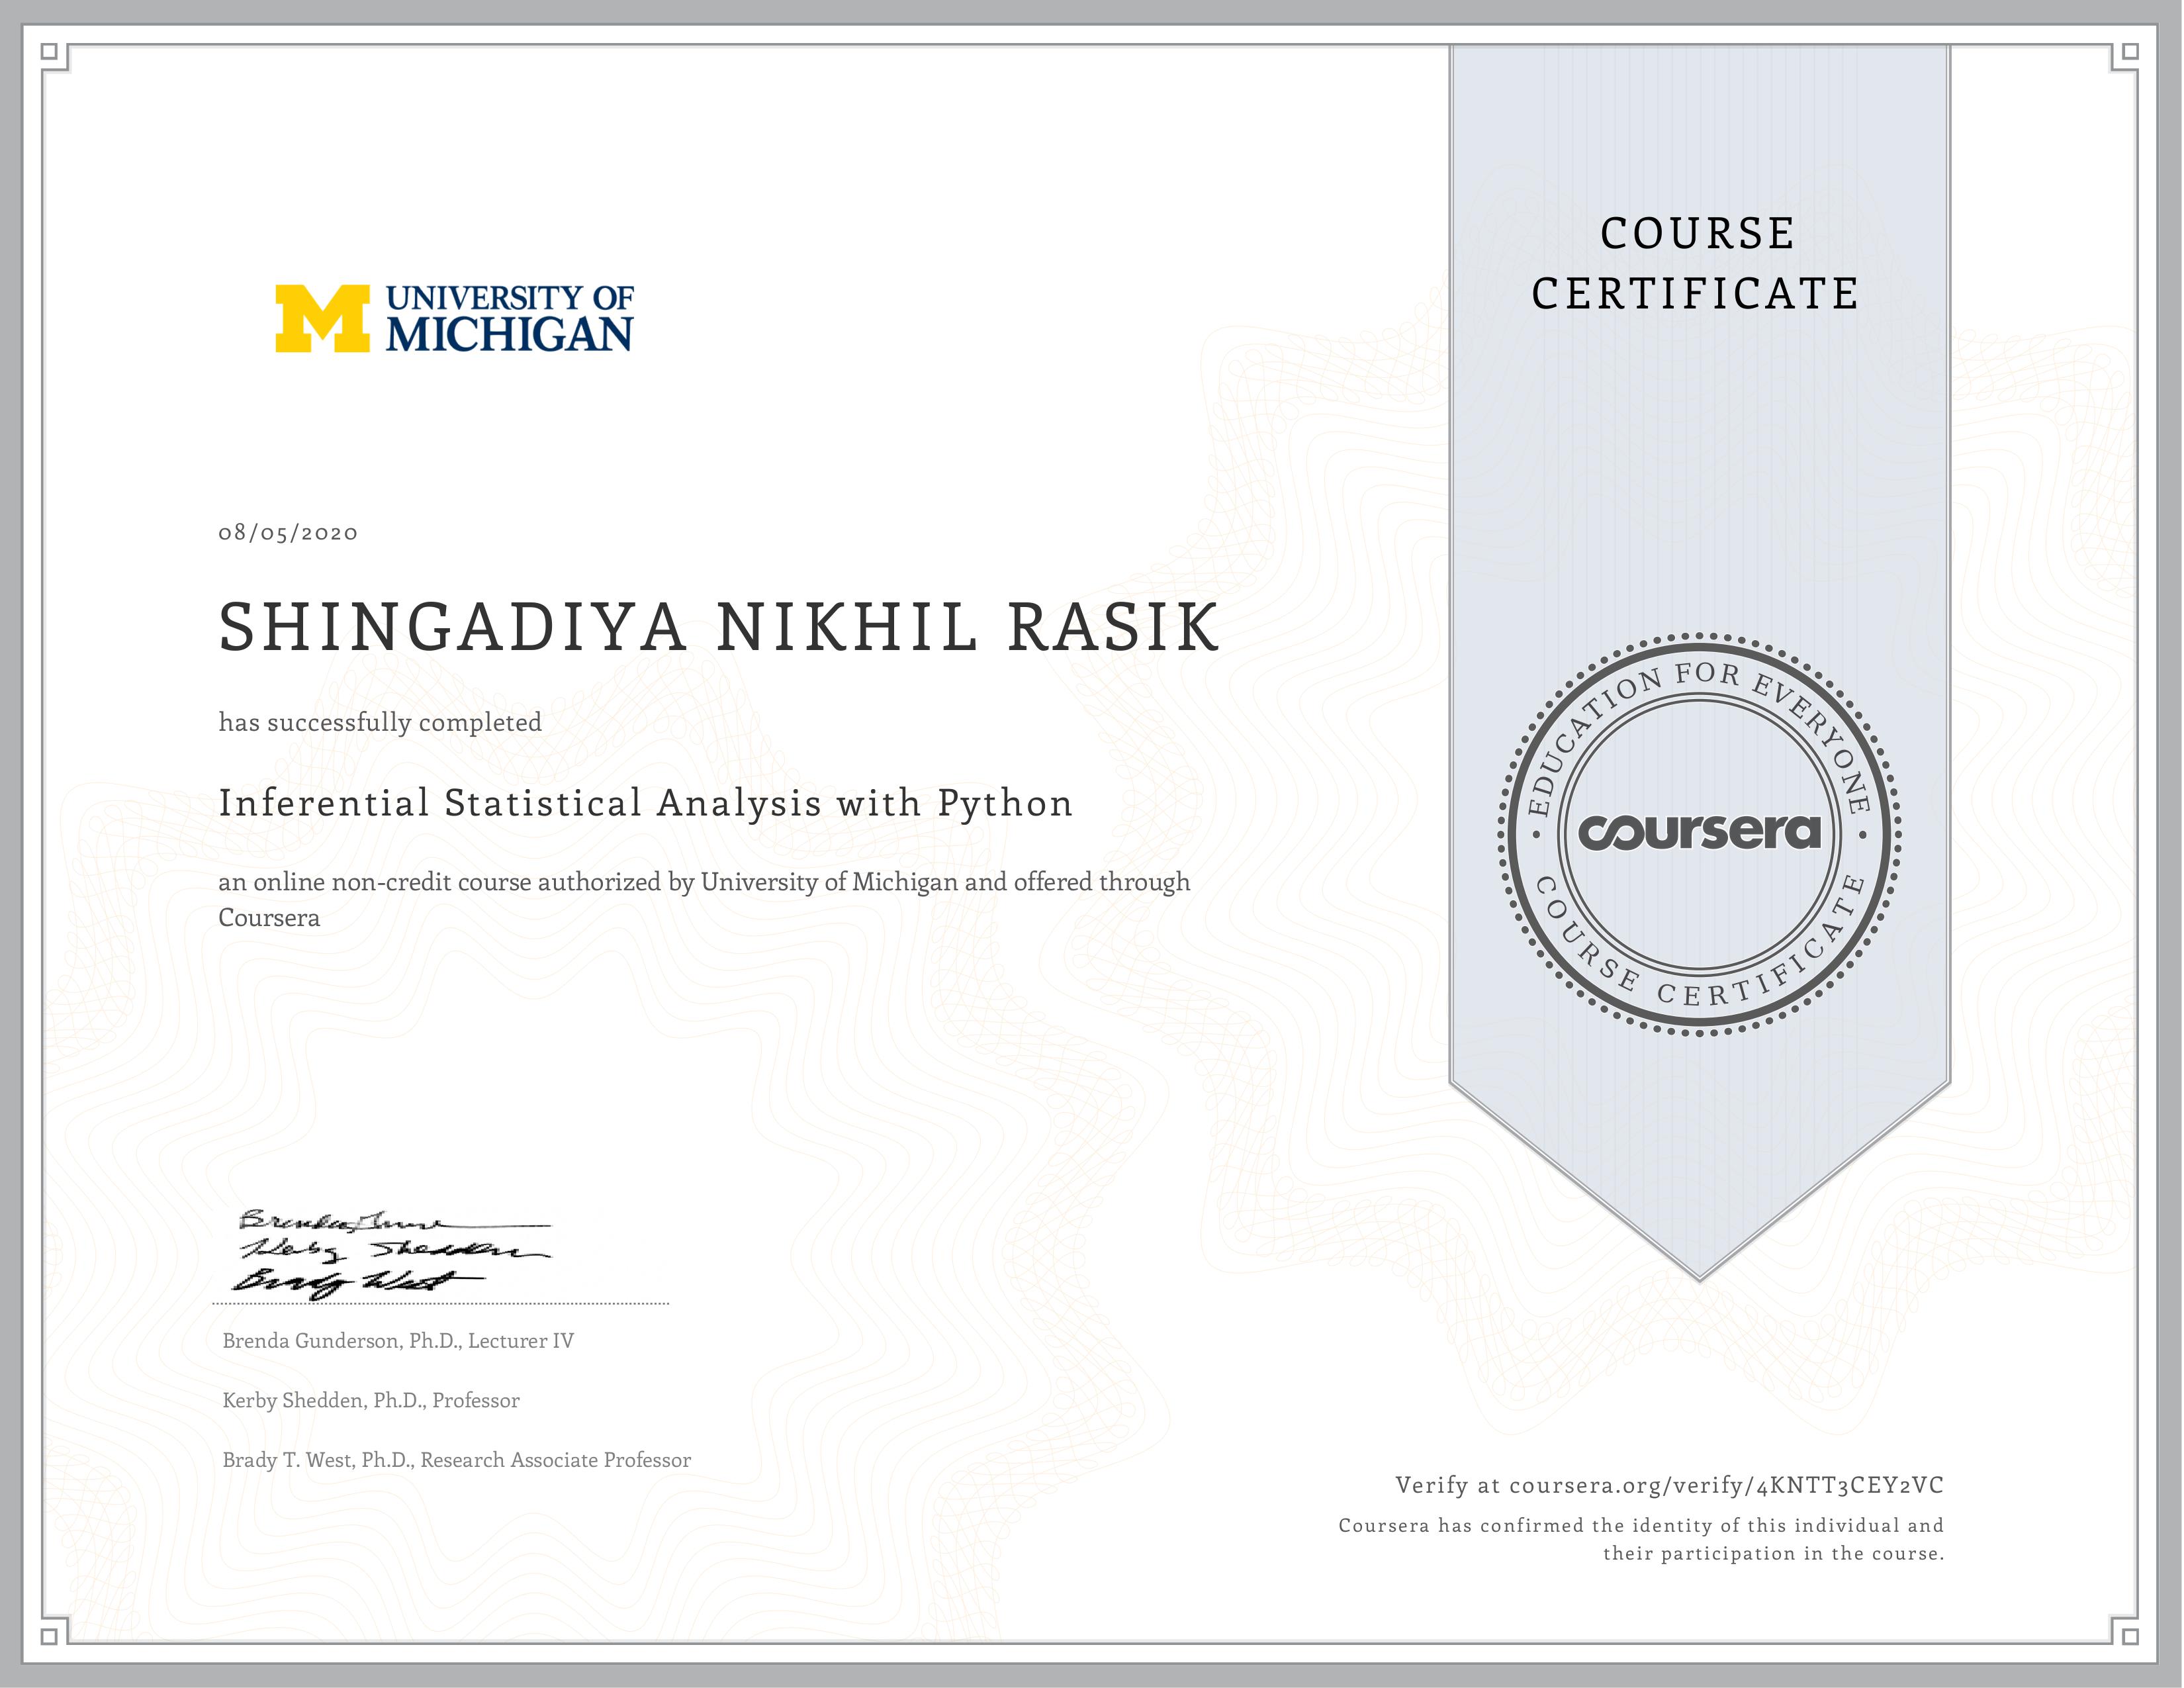 UNIVERSITY OF
MICHIGAN
COURSE
CERTIFICATE
08/05/2020
SHINGADIYA NIKHIL RASIK
has successfully completed
Inferential Statistical Analysis with Python
an online non-credit course authorized by University of Michigan and offered through
Coursera
EDUCATION FOR EVERYONE
coursera
COURSE CERTIFICATE
Brady West
Brenda Gunderson, Ph.D., Lecturer IV
Kerby Shedden, Ph.D., Professor
Brady T. West, Ph.D., Research Associate Professor
Verify at coursera.org/verify/4KNTT3CEY2VC
Coursera has confirmed the identity of this individual and
their participation in the course.